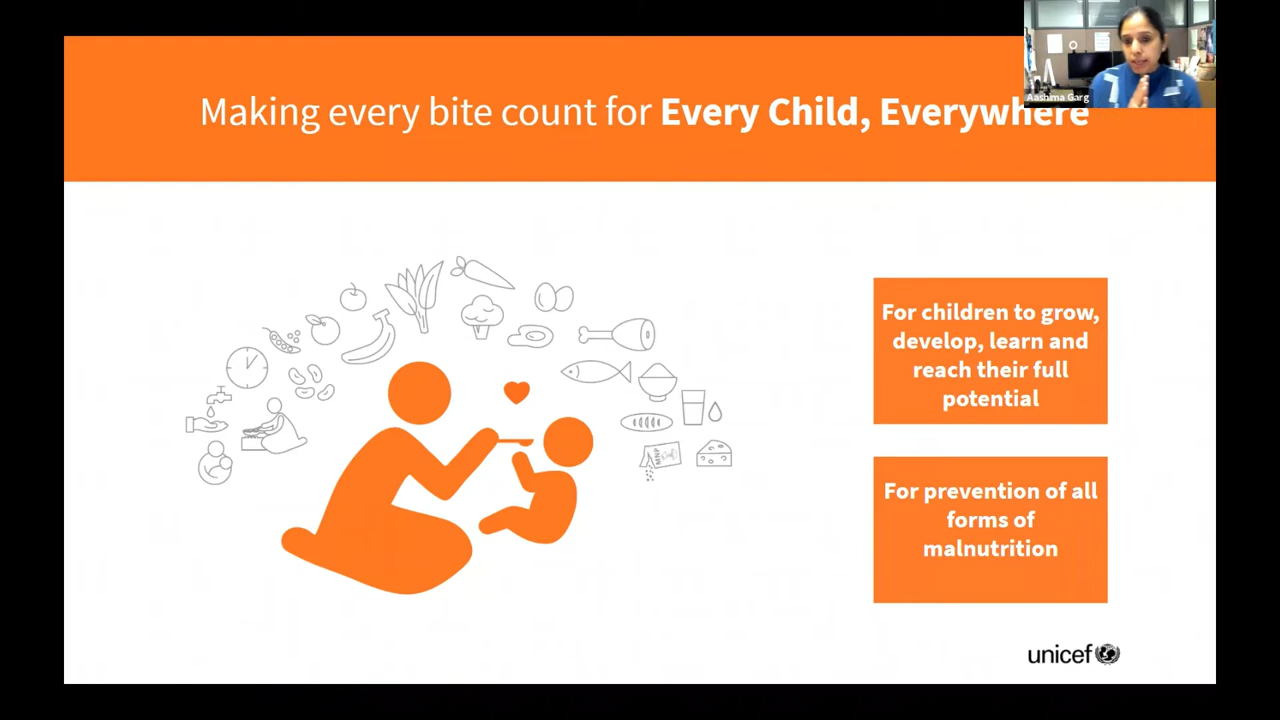 Making every bite count for Every Child, Everywhere
Aashima Garg
For children to grow,
develop, learn and
reach their full
potential
For prevention of all
forms of
malnutrition
MNP
unicef